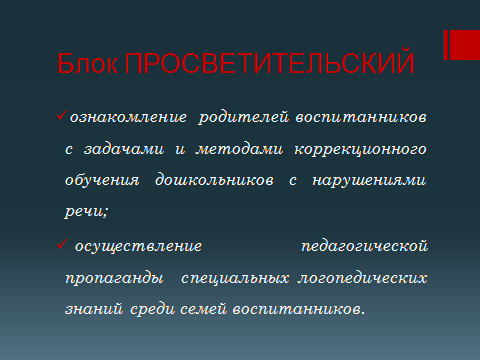 Блок ПРОСВЕТИТЕЛЬСКИЙ
ознакомление родителей воспитанников
с задачами и методами коррекционного
обучения дошкольников с нарушениями
речи;
осуществление педагогической
пропаганды специальных логопедических
знаний среди семей воспитанников.